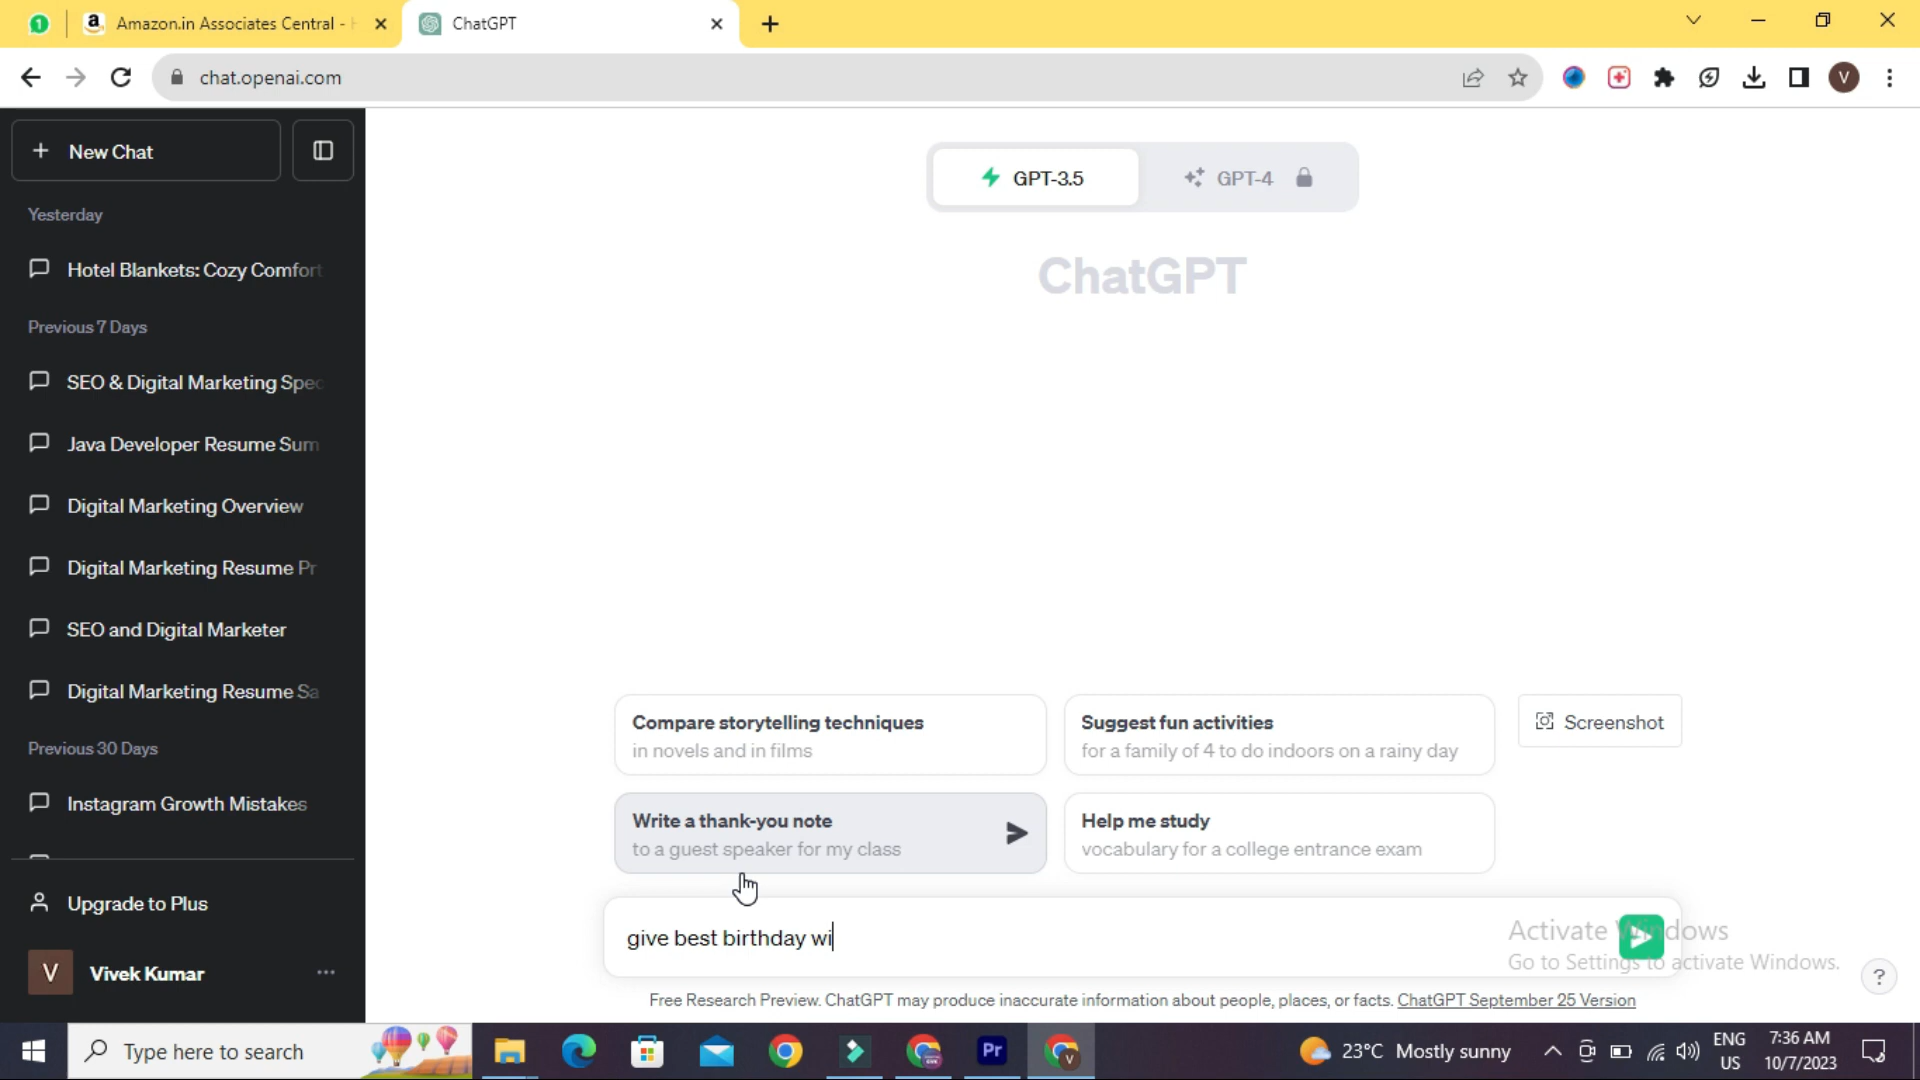 Amazon.in Associates Central -
ChatGPT
chat.openai.com
V
New Chat
Yesterday
Hotel Blankets: Cozy Comfort
Previous 7 Days
SEO & Digital Marketing Spec
Java Developer Resume Sum
Digital Marketing Overview
Digital Marketing Resume Pr
SEO and Digital Marketer
Digital Marketing Resume Sa
Previous 30 Days
Instagram Growth Mistakes
Upgrade to Plus
V Vivek Kumar
GPT-3.5
GPT-4
ChatGPT
Compare storytelling techniques
in novels and in films
Suggest fun activities
for a family of 4 to do indoors on a rainy day
Screenshot
Write a thank-you note
to a guest speaker for my class
Help me study
vocabulary for a college entrance exam
give best birthday wi
Activate Windows
Go to Settings to activate Windows.
?
Free Research Preview. ChatGPT may produce inaccurate information about people, places, or facts. ChatGPT September 25 Version
Type here to search
Pr
V
23°C Mostly sunny
ENG
US
7:36 AM
10/7/2023